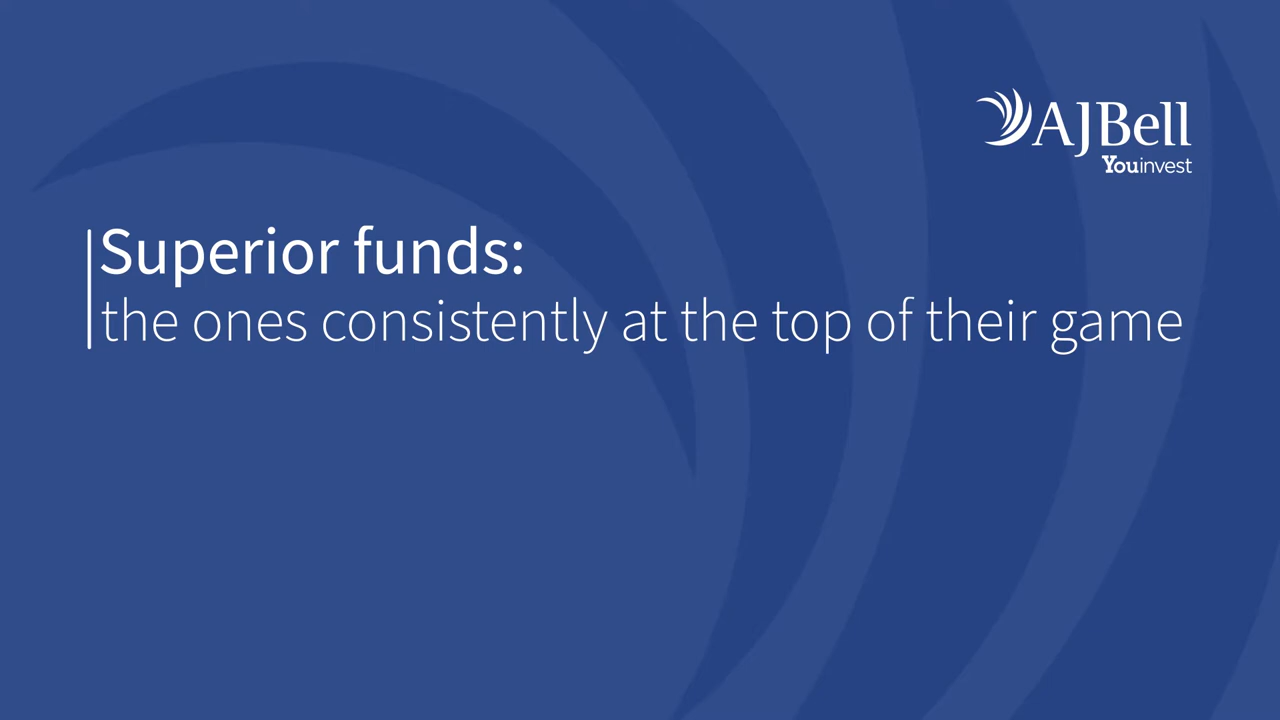 AJBell
Youinvest
Superior funds:
the ones consistently at the top of their game